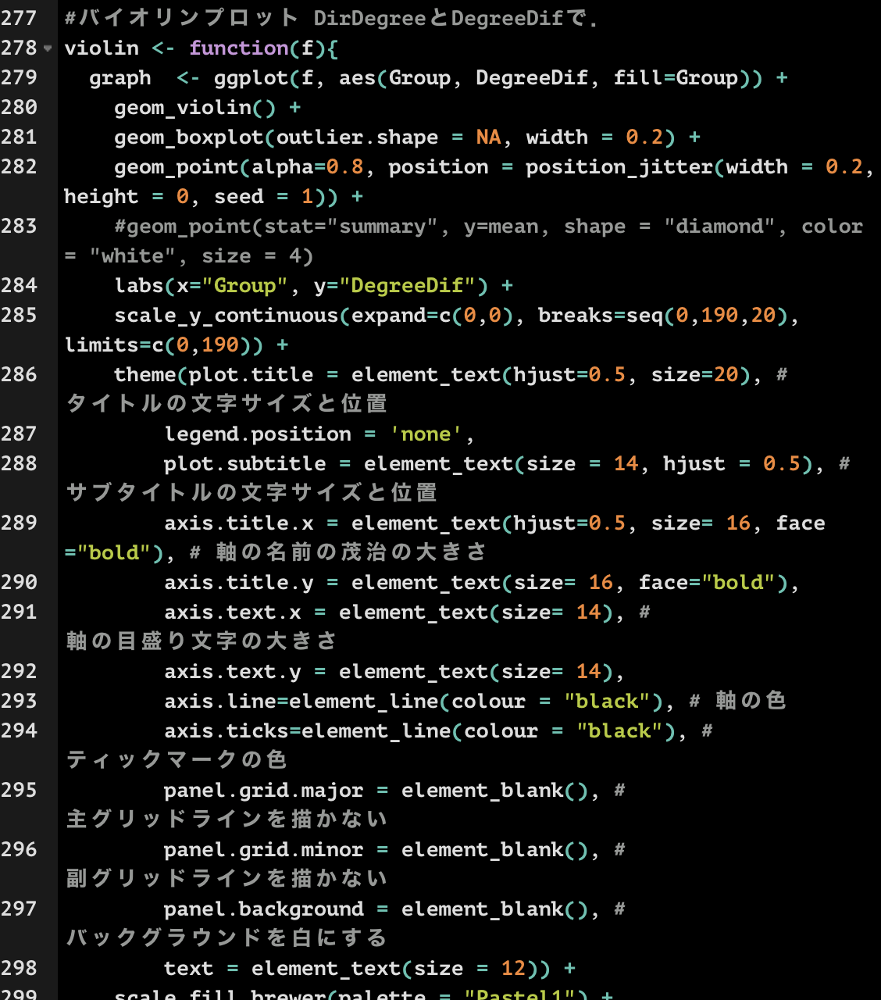 277 #バイオリンプロット DirDegreeとDegreeDifで．
278 violin <- function(f){
279   graph  <- ggplot(f, aes(Group, DegreeDif, fill=Group)) +
280     geom_violin() +
281     geom_boxplot(outlier.shape = NA, width = 0.2) +
282     geom_point(alpha=0.8, position = position_jitter(width = 0.2,
height = 0, seed = 1)) +
283     #geom_point(stat="summary", y=mean, shape = "diamond", color
= "white", size = 4)
284     labs(x="Group", y="DegreeDif") +
285     scale_y_continuous(expand=c(0,0), breaks=seq(0,190,20),
limits=c(0,190)) +
286     theme(plot.title = element_text(hjust=0.5, size=20), #
タイトルの文字サイズと位置
287         legend.position = 'none',
288         plot.subtitle = element_text(size = 14, hjust = 0.5), #
サブタイトルの文字サイズと位置
289         axis.title.x = element_text(hjust=0.5, size= 16, face
="bold"), # 軸の名前の茂治の大きさ
290         axis.title.y = element_text(size= 16, face="bold"),
291         axis.text.x = element_text(size= 14), #
軸の目盛り文字の大きさ
292         axis.text.y = element_text(size= 14),
293         axis.line=element_line(colour = "black"), # 軸の色
294         axis.ticks=element_line(colour = "black"), #
ティックマークの色
295         panel.grid.major = element_blank(), #
主グリッドラインを描かない
296         panel.grid.minor = element_blank(), #
副グリッドラインを描かない
297         panel.background = element_blank(), #
バックグラウンドを白にする
298         text = element_text(size = 12)) +
299     scale_fill_brewer(palette = "Pastel1") +